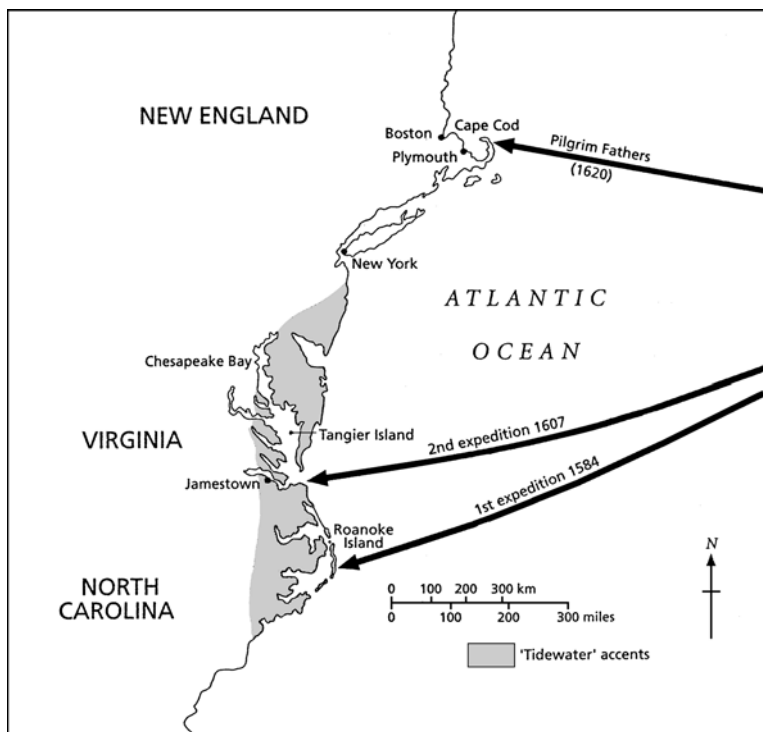 NEW ENGLAND
Boston
Cape Cod
Plymouth
Pilgrim Fathers
(1620)
New York
ATLANTIC
OCEAN
Chesapeake Bay
Tangier Island
VIRGINIA
2nd expedition 1607
Jamestown
1st expedition 1584
Roanoke
Island
N
NORTH
CAROLINA
0 100 200 300 km
0 100 200 300 miles
'Tidewater' accents